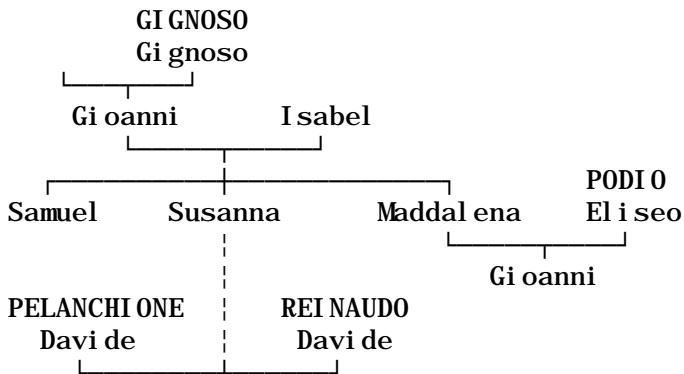 GIGNOSO
Gignoso
Gioanni Isabel
PODIO
Samuel Susanna Maddalena Eliseo
Gioanni
PELANCHIONE REINAUDO
Davide Davide